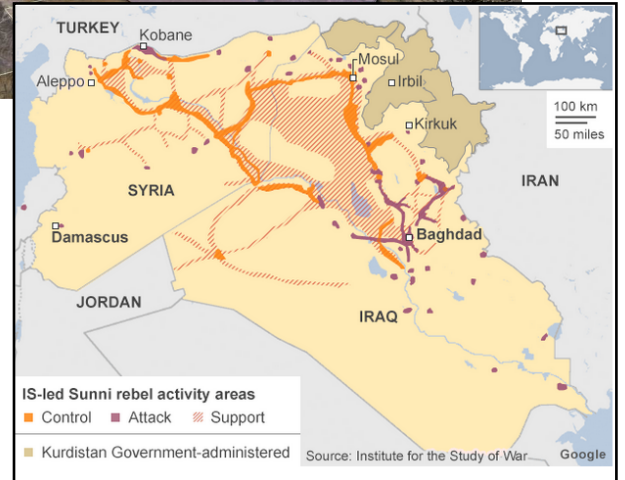 TURKEY
Kobane
Mosul
Aleppo
Irbil
100 km
50 miles
Kirkuk
IRAN
SYRIA
Damascus
Baghdad
JORDAN
IRAQ
IS-led Sunni rebel activity areas
Control Attack Support
Kurdistan Government-administered
Source: Institute for the Study of War
Google